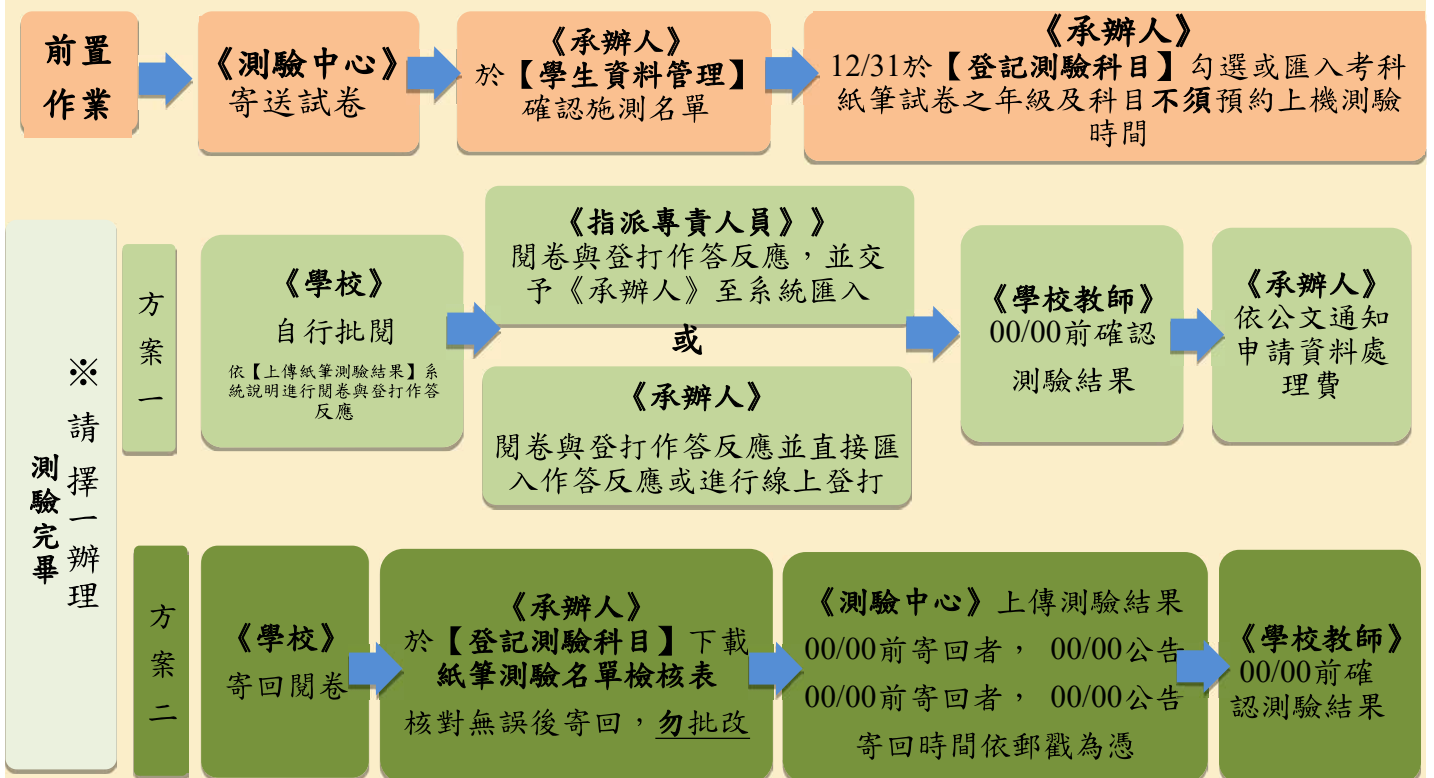 前置
作業
《測驗中心》
寄送試卷
《承辦人》
於【學生資料管理】
確認施測名單
《承辦人》
12/31於【登記測驗科目】勾選或匯入考科
紙筆試卷之年級及科目不須預約上機測驗
時間
測驗完畢
※請擇一辦理
方案一
《學校》
自行批閱
依【上傳紙筆測驗結果】系
統說明進行閱卷與登打作答
反應
《指派專責人員》》
閱卷與登打作答反應，並交
予《承辦人》至系統匯入
或
《承辦人》
閱卷與登打作答反應並直接匯
入作答反應或進行線上登打
《學校教師》
00/00前確認
測驗結果
《承辦人》
依公文通知
申請資料處
理費
方案二
《學校》
寄回閱卷
《承辦人》
於【登記測驗科目】下載
紙筆測驗名單檢核表
核對無誤後寄回，勿批改
《測驗中心》上傳測驗結果
00/00前寄回者， 00/00公告
00/00前寄回者， 00/00公告
寄回時間依郵戳為憑
《學校教師》
00/00前確
認測驗結果